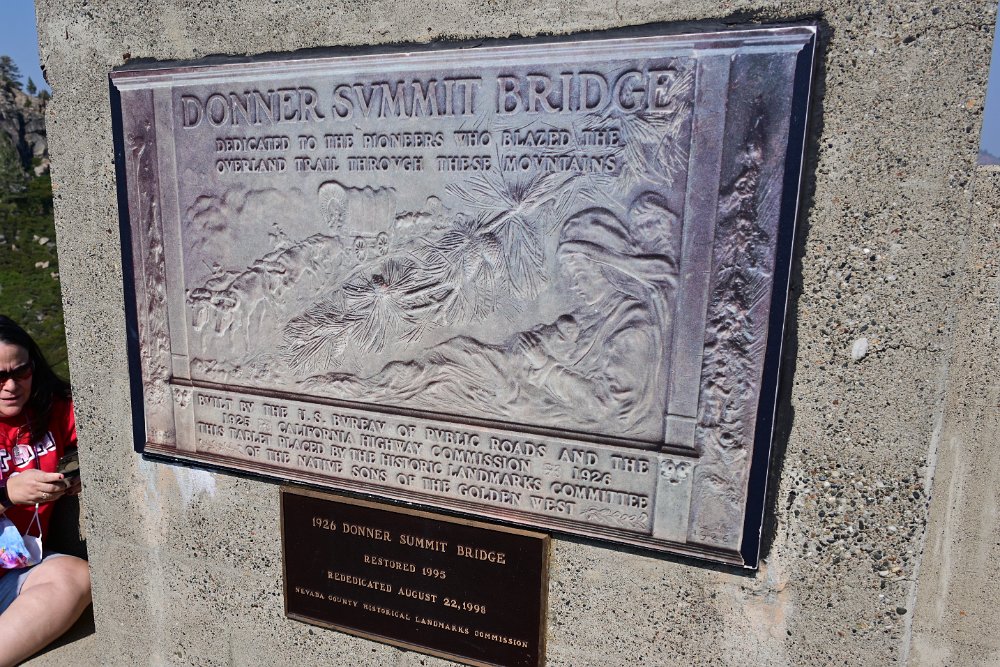 DONNER SVMMIT BRIDGE
DEDICATED TO THE PIONEERS WHO BLAZED THE
OVERLAND TRAIL THROUGH THESE MOVNTAINS
BVILT BY THE U.S. BVREAV OF PVBLIC ROADS AND THE
1925 CALIFORNIA HIGHWAY COMMISSION 1926
THIS TABLET PLACED BY THE HISTORIC LANDMARKS COMMITTEE
OF THE NATIVE SONS OF THE GOLDEN WEST
1926 DONNER SUMMIT BRIDGE
RESTORED 1995
REDEDICATED AUGUST 22, 1998
NEVADA COUNTY HISTORICAL LANDMARKS COMMISSION